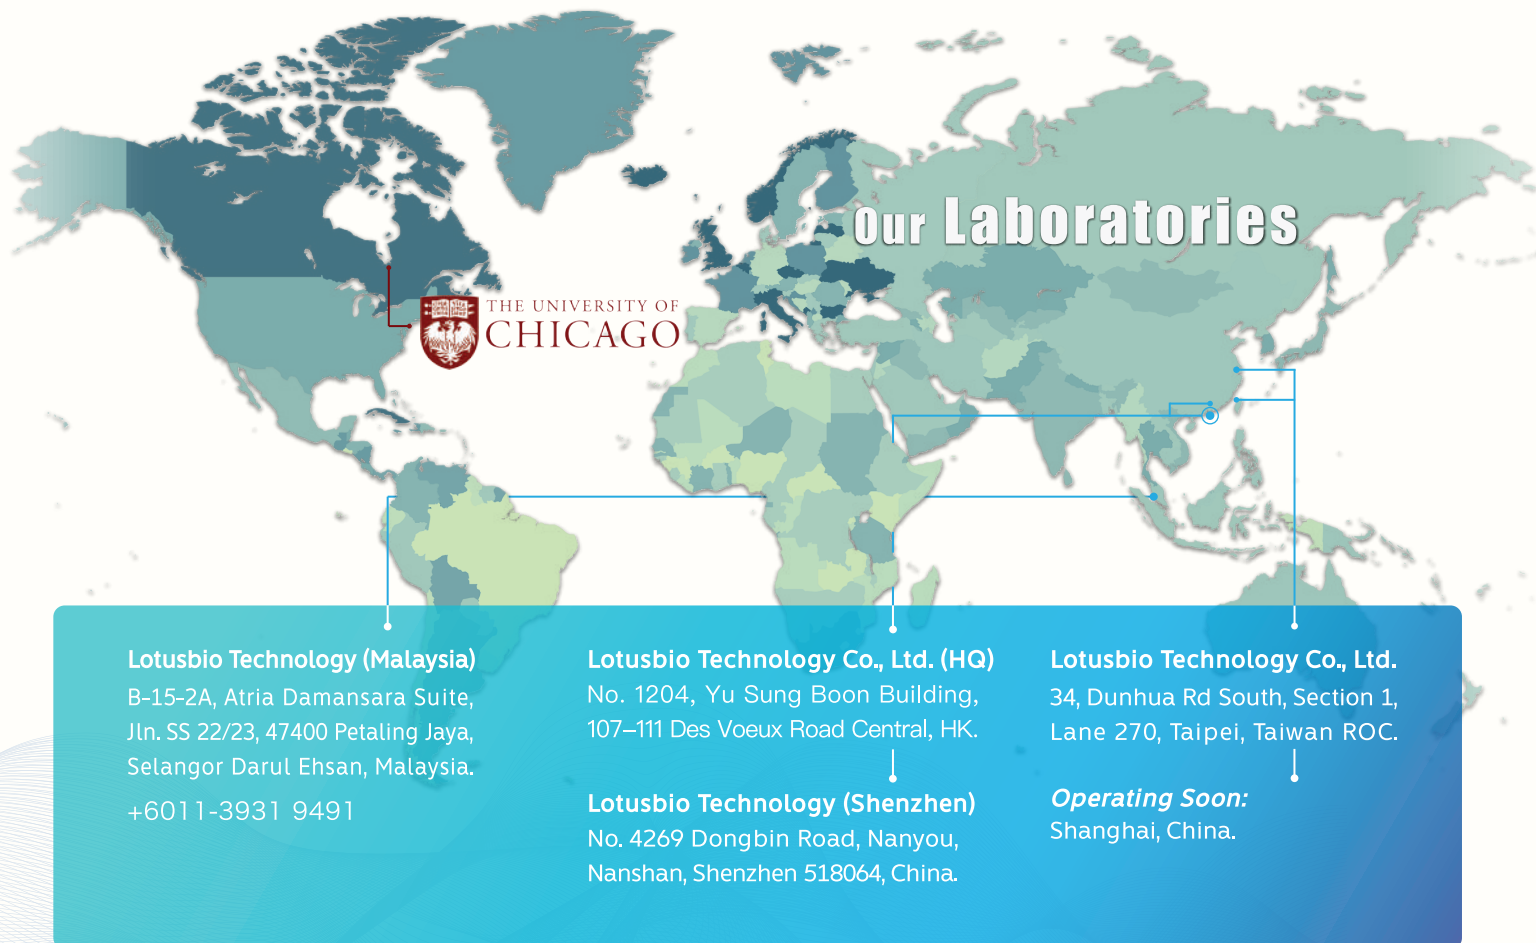 Our Laboratories
THE UNIVERSITY OF
CHICAGO
Lotusbio Technology (Malaysia)
B-15-2A, Atria Damansara Suite,
Jln. SS 22/23, 47400 Petaling Jaya,
Selangor Darul Ehsan, Malaysia.
+6011-3931 9491
Lotusbio Technology Co., Ltd. (HQ)
No. 1204, Yu Sung Boon Building,
107–111 Des Voeux Road Central, HK.
Lotusbio Technology (Shenzhen)
No. 4269 Dongbin Road, Nanyou,
Nanshan, Shenzhen 518064, China.
Lotusbio Technology Co., Ltd.
34, Dunhua Rd South, Section 1,
Lane 270, Taipei, Taiwan ROC.
Operating Soon:
Shanghai, China.